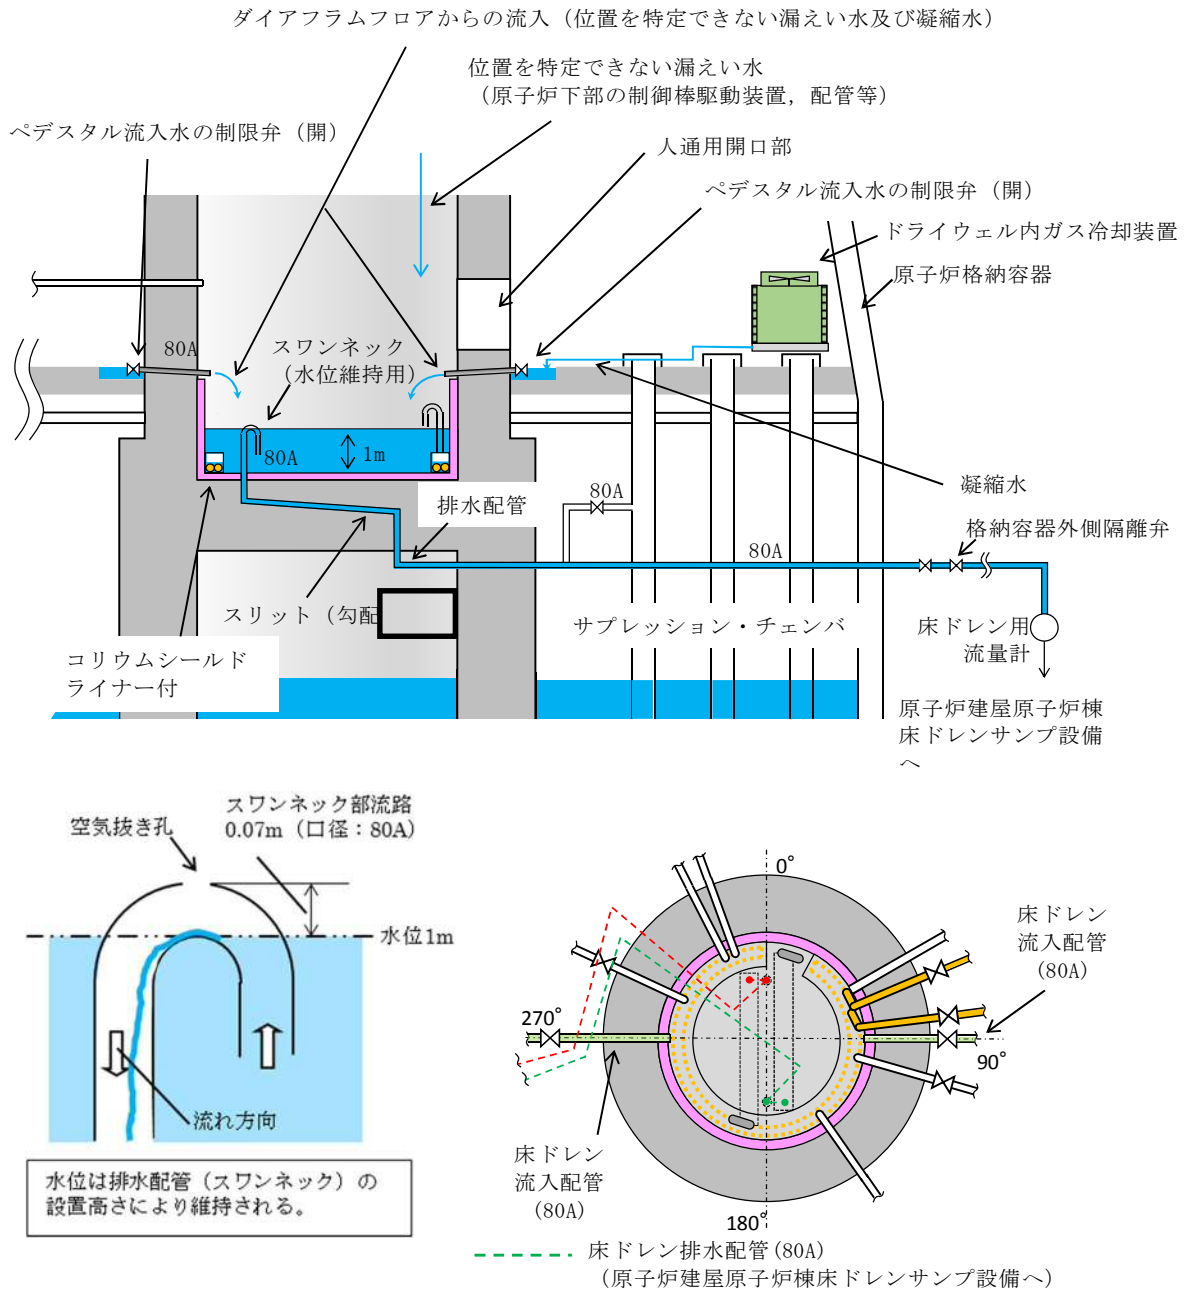 ダイアフラムフロアからの流入（位置を特定できない漏えい水及び凝縮水）
位置を特定できない漏えい水
（原子炉下部の制御棒駆動装置，配管等）
ペデスタル流入水の制限弁（開）
人通用開口部
ペデスタル流入水の制限弁（開）
ドライウェル内ガス冷却装置
原子炉格納容器
80A
スワンネック
（水位維持用）
80A
1m
排水配管
80A
凝縮水
格納容器外側隔離弁
80A
スリット（勾配
サプレッション・チェンバ
床ドレン用
流量計
コリウムシールド
ライナー付
原子炉建屋原子炉棟
床ドレンサンプ設備
へ
スワンネック部流路
0.07m（口径：80A）
空気抜き孔
水位1m
流れ方向
水位は排水配管（スワンネック）の
設置高さにより維持される。
0°
床ドレン
流入配管
(80A)
270°
90°
床ドレン
流入配管
(80A)
180°
床ドレン排水配管(80A)
（原子炉建屋原子炉棟床ドレンサンプ設備へ）